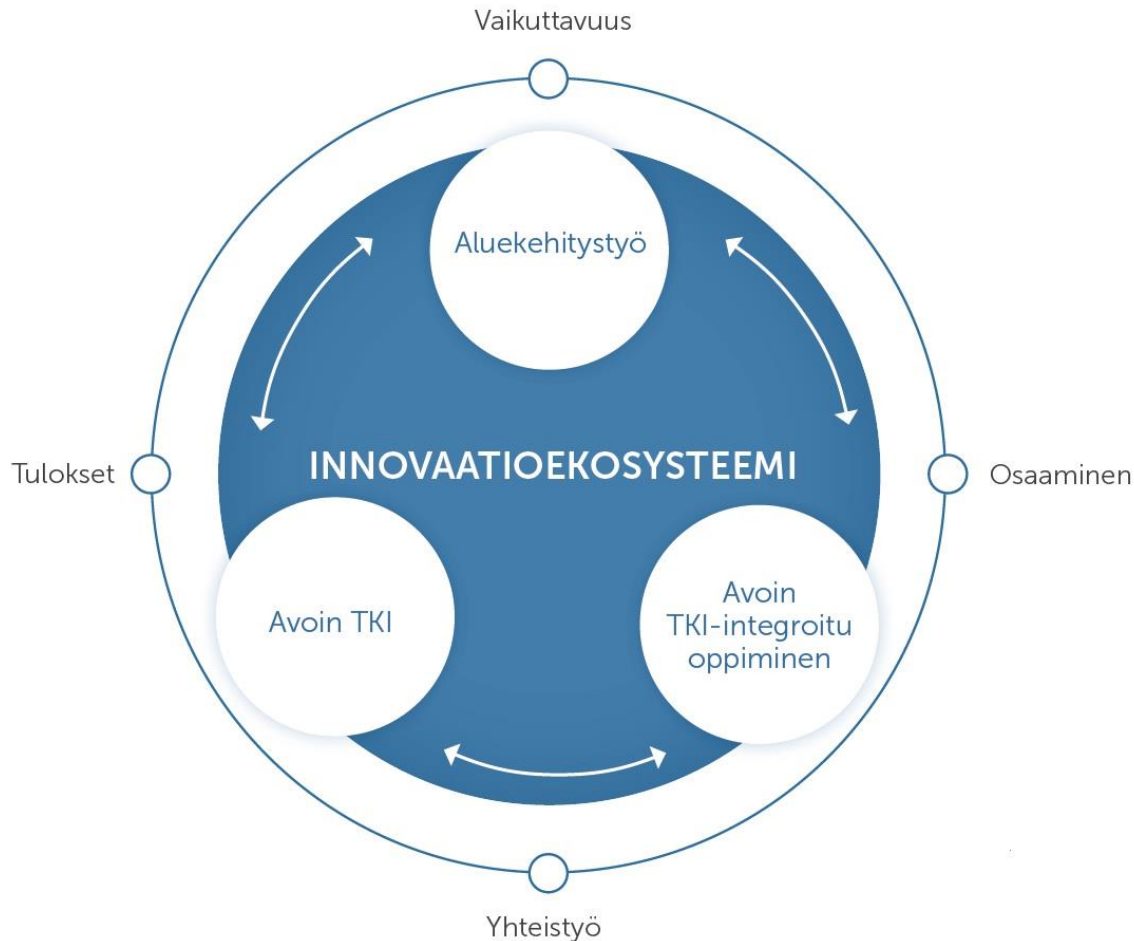 Vaikuttavuus
Aluekehitystyö
INNOVAATIOEKOSYSTEEMI
Tulokset
Osaaminen
Avoin TKI
Avoin
TKI-integroitu
oppiminen
Yhteistyö